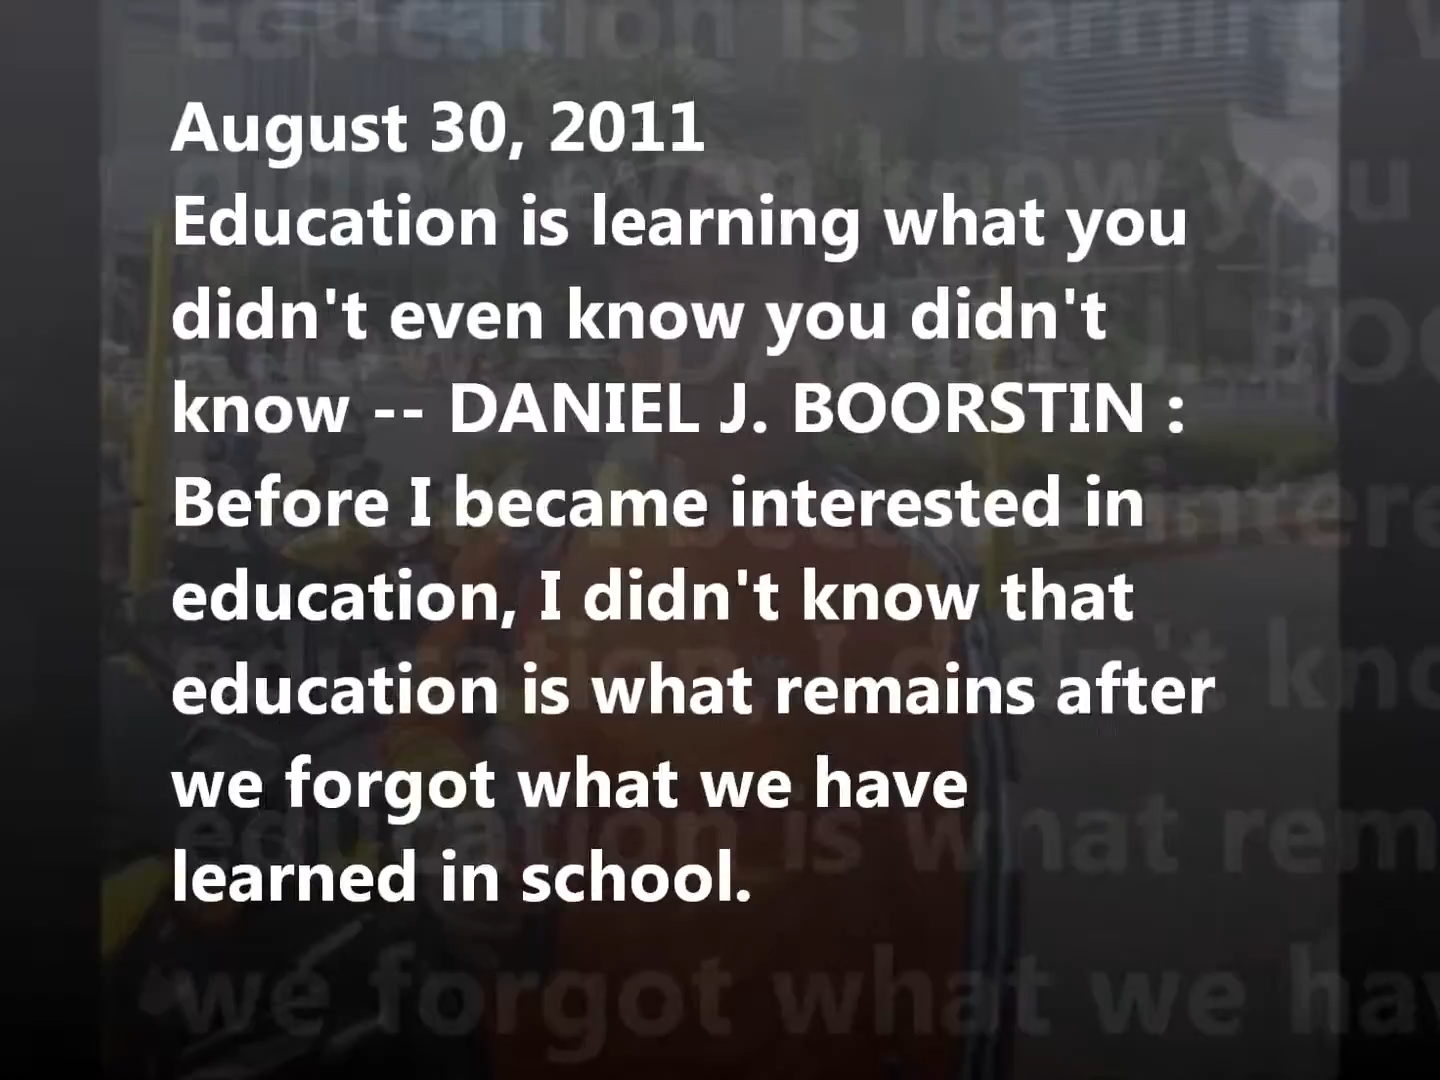 August 30, 2011
Education is learning what you
didn't even know you didn't
know -- DANIEL J. BOORSTIN :
Before I became interested in
education, I didn't know that
education is what remains after
we forgot what we have
learned in school.